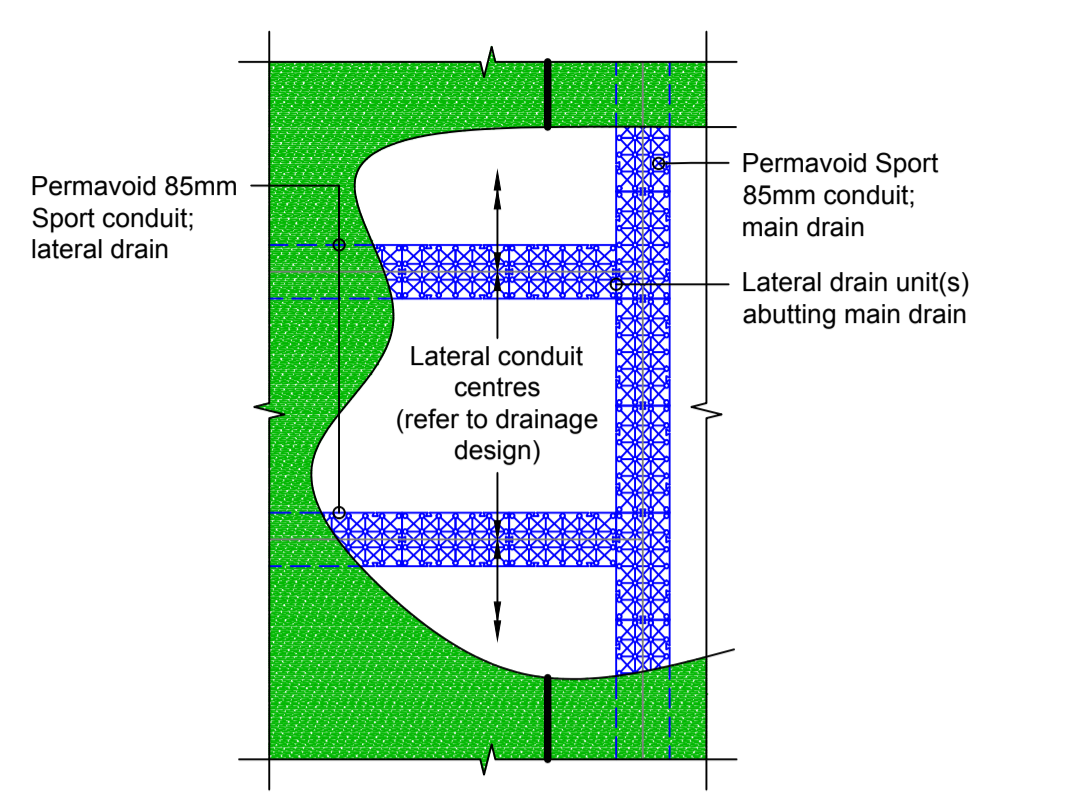 Permavoid 85mm
Sport conduit;
lateral drain
Permavoid Sport
85mm conduit;
main drain
Lateral drain unit(s)
abutting main drain
Lateral conduit
centres
(refer to drainage
design)